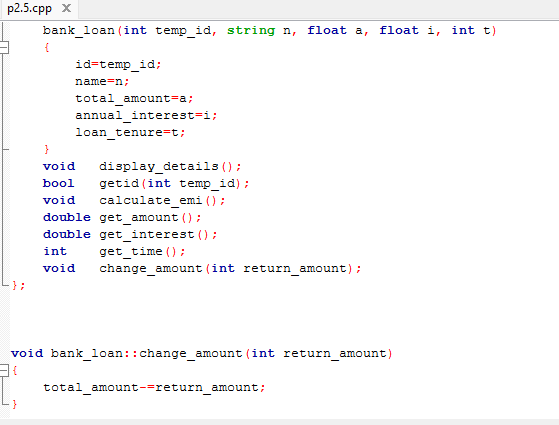 p2.5.cpp
bank_loan(int temp_id, string n, float a, float i, int t)
{
id=temp_id;
name=n;
total_amount=a;
annual_interest=i;
loan_tenure=t;
}
void display_details();
bool getid(int temp_id);
void calculate_emi();
double get_amount();
double get_interest();
int get_time();
void change_amount(int return_amount);
};
void bank_loan::change_amount(int return_amount)
{
total_amount-=return_amount;
}